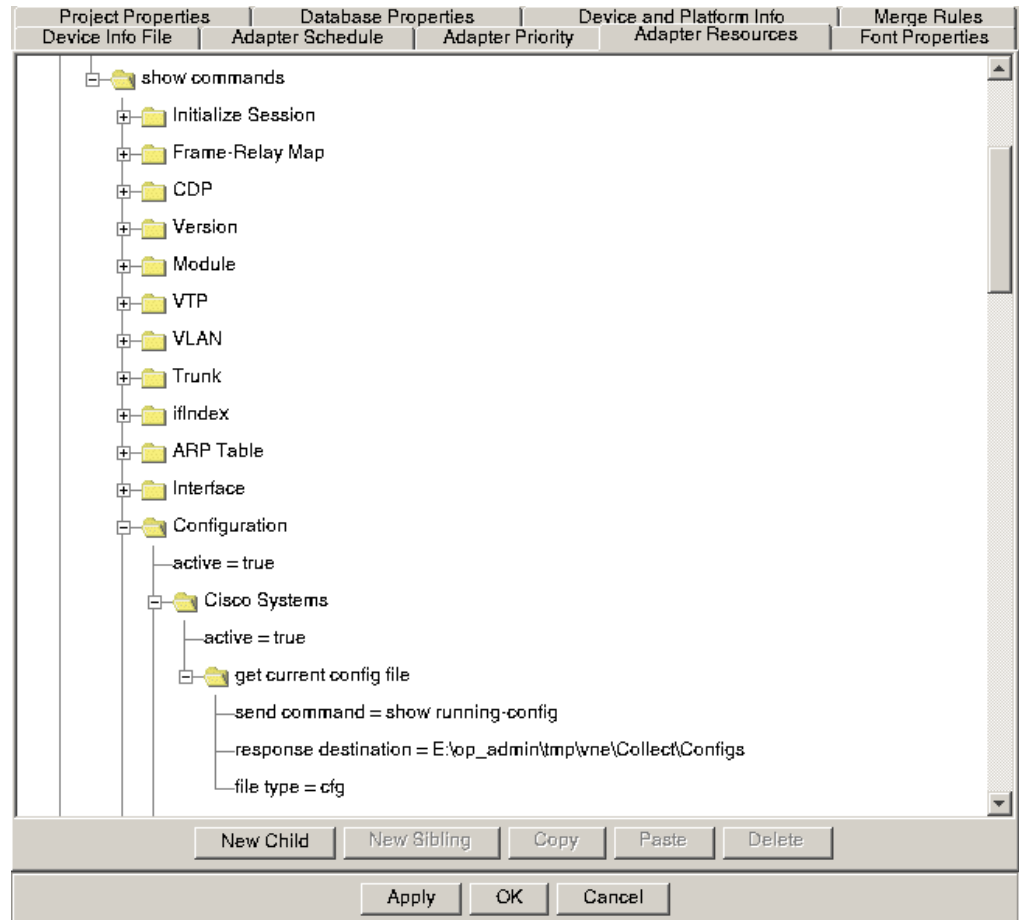 Project Properties Database Properties Device and Platform Info Merge Rules
Device Info File Adapter Schedule Adapter Priority Adapter Resources Font Properties
show commands
Initialize Session
Frame-Relay Map
CDP
Version
Module
VTP
VLAN
Trunk
ifIndex
ARP Table
Interface
Configuration
active = true
Cisco Systems
active = true
get current config file
send command = show running-config
response destination = E:\op_admin\tmp\vne\Collect\Configs
file type = cfg
New Child New Sibling Copy Paste Delete
Apply OK Cancel